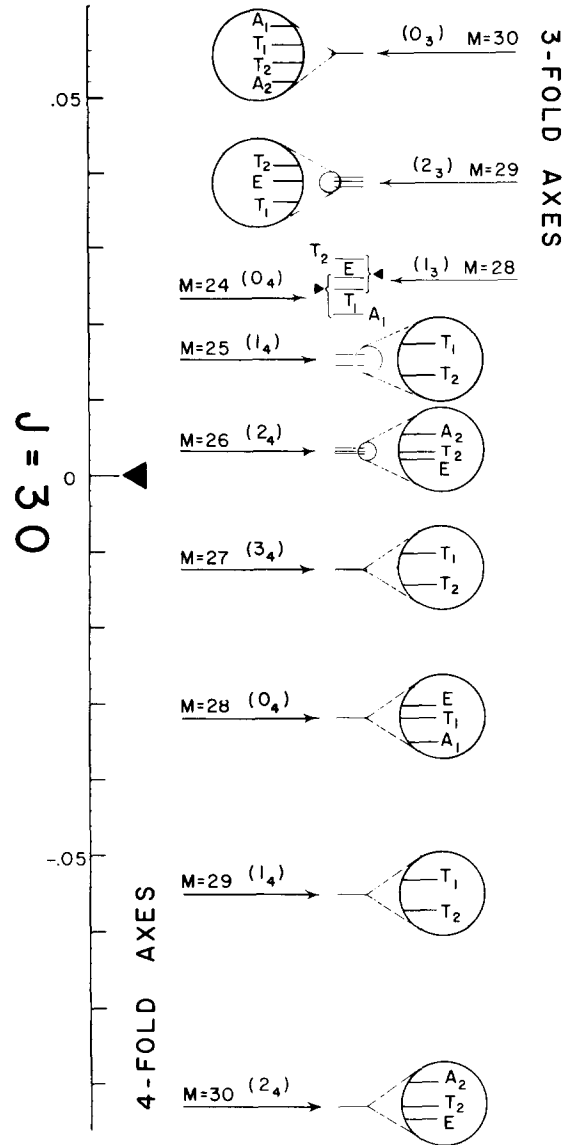 A₁
T₁
T₂
A₂
(0₃) M=30
.05
3-FOLD AXES
T₂
E
T₁
(2₃) M=29
T₂
E
(1₃) M=28
M=24 (0₄)
T₁
A₁
M=25 (1₄)
T₁
T₂
M=26 (2₄)
A₂
T₂
E
0
J=30
M=27 (3₄)
T₁
T₂
M=28 (0₄)
E
T₁
A₁
-.05
M=29 (1₄)
T₁
T₂
4-FOLD AXES
M=30 (2₄)
A₂
T₂
E